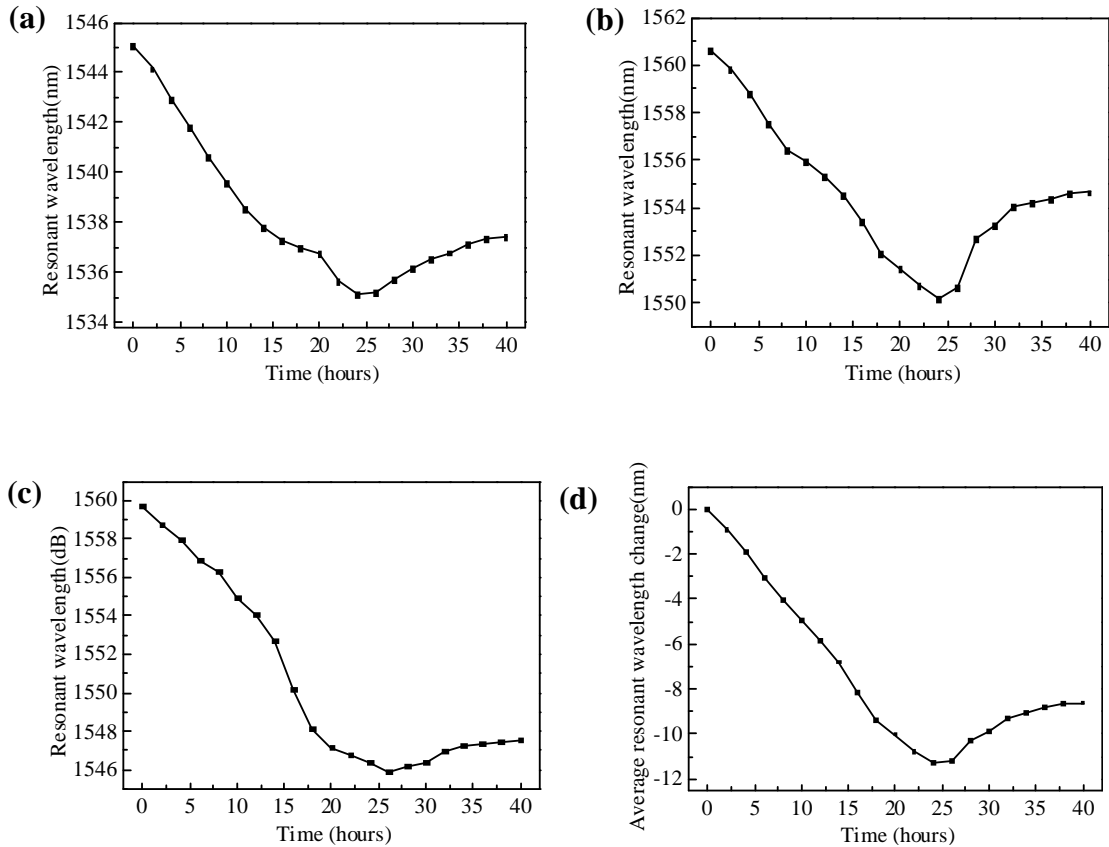 (a)
Resonant wavelength(nm)
1546
1544
1542
1540
1538
1536
1534
0 5 10 15 20 25 30 35 40
Time (hours)
(b)
Resonant wavelength(nm)
1562
1560
1558
1556
1554
1552
1550
0 5 10 15 20 25 30 35 40
Time (hours)
(c)
Resonant wavelength(dB)
1560
1558
1556
1554
1552
1550
1548
1546
0 5 10 15 20 25 30 35 40
Time (hours)
(d)
Average resonant wavelength change(nm)
0
-2
-4
-6
-8
-10
-12
0 5 10 15 20 25 30 35 40
Time (hours)